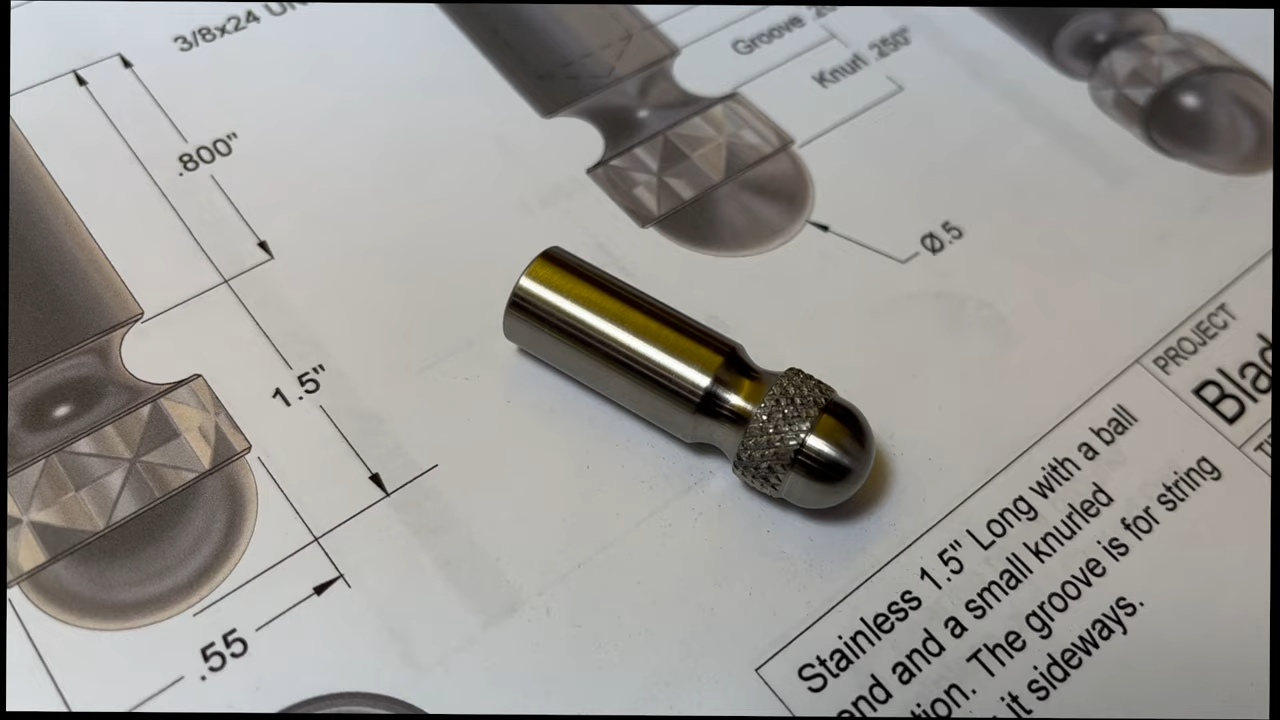 3/8x24 UN
.800"
1.5"
.55
Groove
Knurl .250"
Ø.5
PROJECT
Blad
Stainless 1.5" Long with a ball
end and a small knurled
tion. The groove is for string
it sideways.